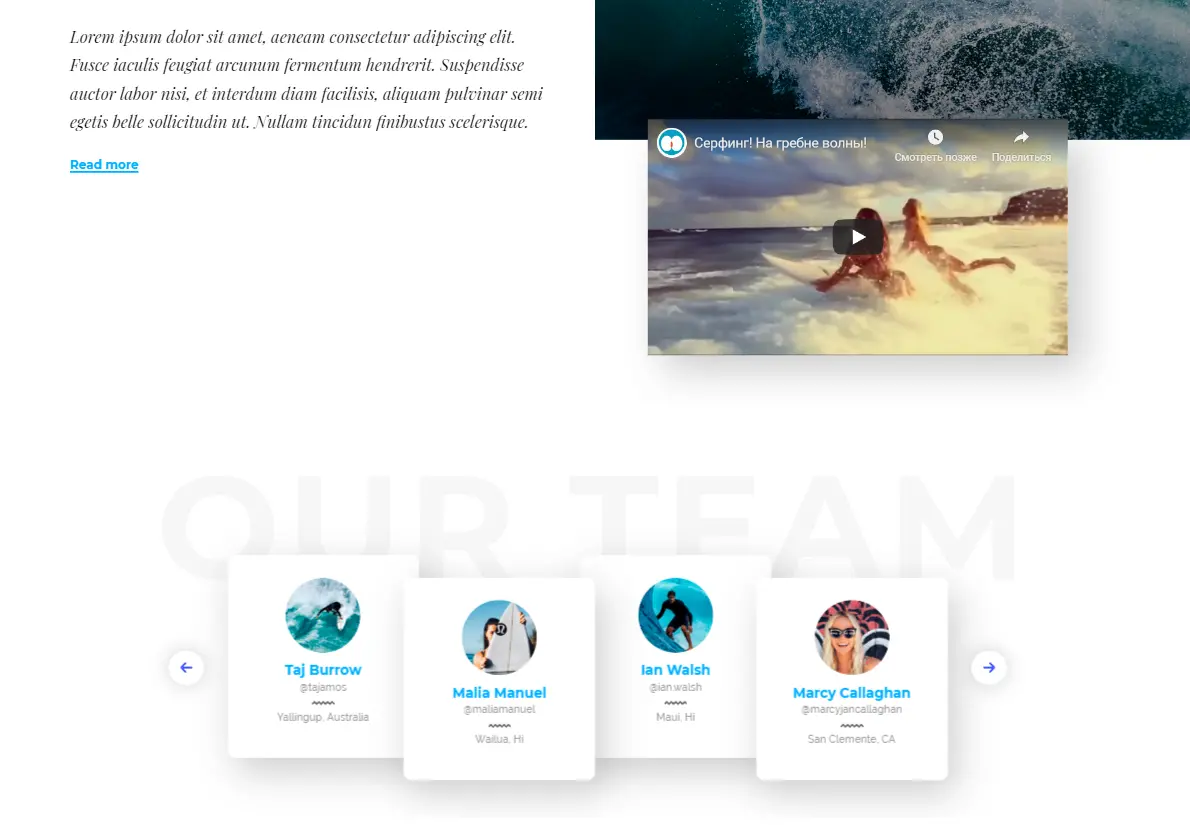 Lorem ipsum dolor sit amet, aeneam consectetur adipiscing elit.
Fusce iaculis feugiat arcunum fermentum hendrerit. Suspendisse
auctor labor nisi, et interdum diam facilisis, aliquam pulvinar semi
egetis belle sollicitudin ut. Nullam tincidun finibustus scelerisque.
Read more
Серфинг! На гребне волны!
Смотреть позже
Поделиться
OUR TEAM
Taj Burrow
@tajamos
Yallingup, Australia
Malia Manuel
@maliamanuel
Wailua, Hi
Ian Walsh
@ian.walsh
Maui, Hi
Marcy Callaghan
@marcyjancallaghan
San Clemente, CA